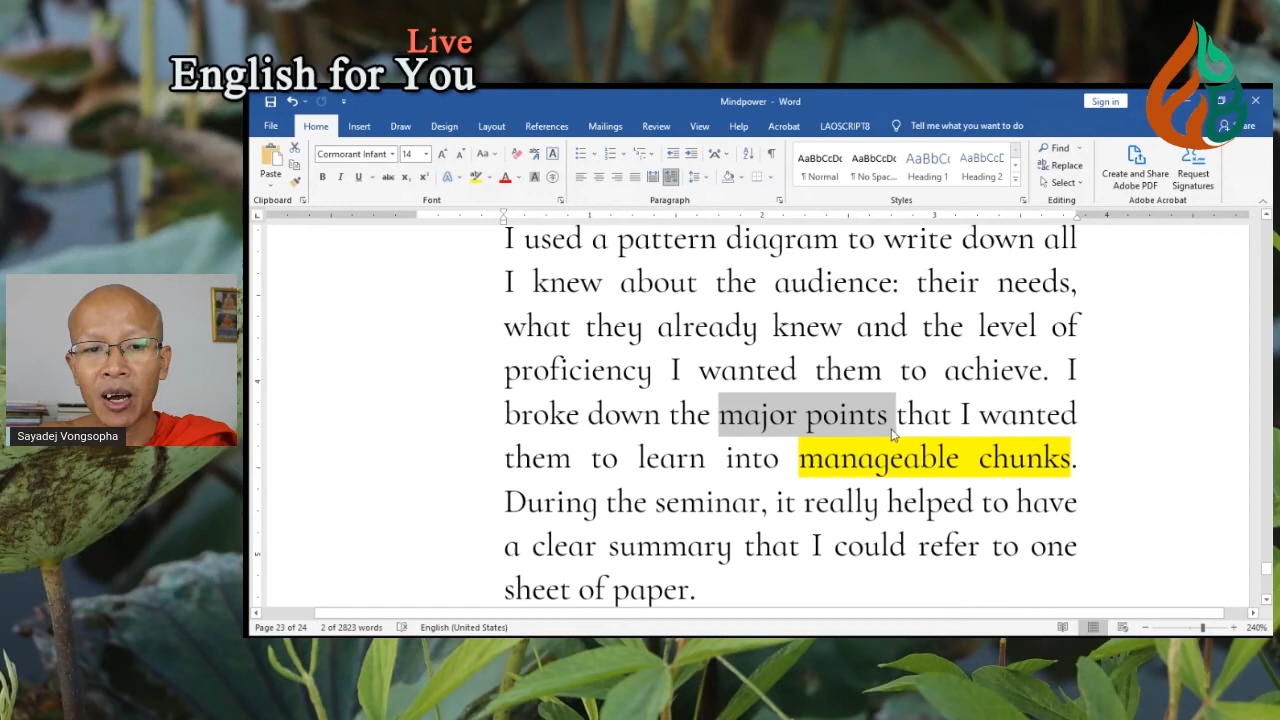 Live
English for You
Mindpower - Word
Sign in
File Home Insert Draw Design Layout References Mailings Review View Help Acrobat LAOSCRIPT8 Tell me what you want to do
Paste
Clipboard
Cormorant Infant 14
Font
Paragraph
AaBbCcDc AaBbCcDc AaBbCc AaBbCcD
¶ Normal ¶ No Spac... Heading 1 Heading 2
Styles
Find
Replace
Select
Editing
Create and Share Adobe PDF
Request Signatures
Adobe Acrobat
1 2 3 4
I used a pattern diagram to write down all
I knew about the audience: their needs,
what they already knew and the level of
proficiency I wanted them to achieve. I
broke down the major points that I wanted
them to learn into manageable chunks.
During the seminar, it really helped to have
a clear summary that I could refer to one
sheet of paper.
Sayadej Vongsopha
Page 23 of 24 2 of 2823 words English (United States) 240%